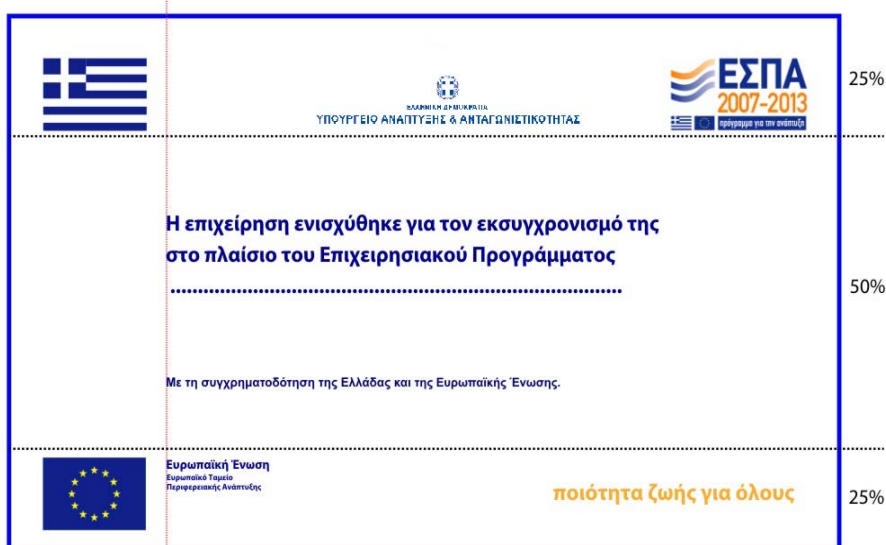 ΕΛΛΗΝΙΚΗ ΔΗΜΟΚΡΑΤΙΑ
ΥΠΟΥΡΓΕΙΟ ΑΝΑΠΤΥΞΗΣ & ΑΝΤΑΓΩΝΙΣΤΙΚΟΤΗΤΑΣ
ΕΣΠΑ
2007-2013
πρόγραμμα για την ανάπτυξη
25%
Η επιχείρηση ενισχύθηκε για τον εκσυγχρονισμό της
στο πλαίσιο του Επιχειρησιακού Προγράμματος
..................................................................................
50%
Με τη συγχρηματοδότηση της Ελλάδας και της Ευρωπαϊκής Ένωσης.
Ευρωπαϊκή Ένωση
Ευρωπαϊκό Ταμείο
Περιφερειακής Ανάπτυξης
ποιότητα ζωής για όλους
25%